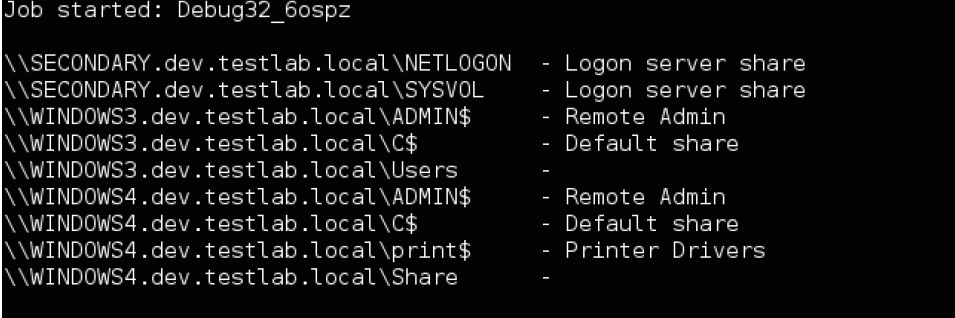 Job started: Debug32_6ospz
\\SECONDARY.dev.testlab.local\NETLOGON  - Logon server share
\\SECONDARY.dev.testlab.local\SYSVOL    - Logon server share
\\WINDOWS3.dev.testlab.local\ADMIN$     - Remote Admin
\\WINDOWS3.dev.testlab.local\C$         - Default share
\\WINDOWS3.dev.testlab.local\Users      -
\\WINDOWS4.dev.testlab.local\ADMIN$     - Remote Admin
\\WINDOWS4.dev.testlab.local\C$         - Default share
\\WINDOWS4.dev.testlab.local\print$     - Printer Drivers
\\WINDOWS4.dev.testlab.local\Share      -